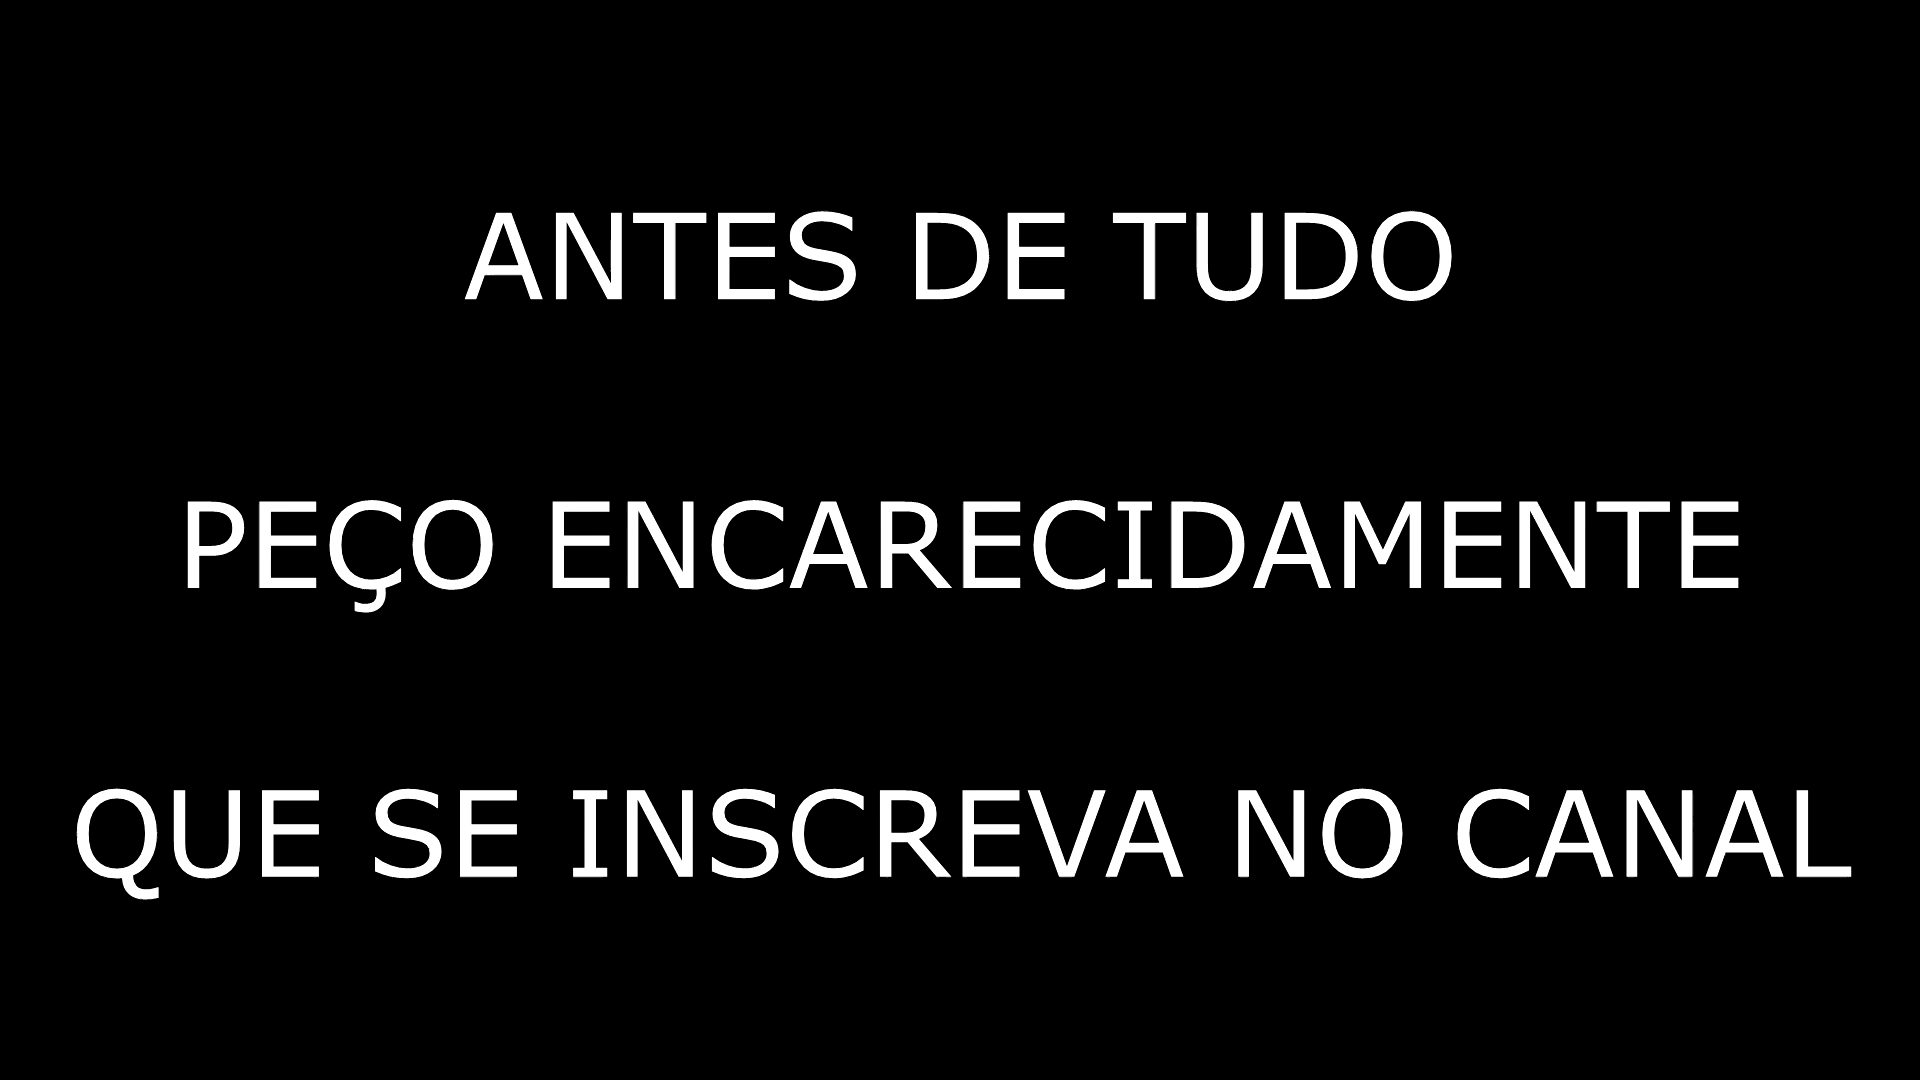 ANTES DE TUDO
PEÇO ENCARECIDAMENTE
QUE SE INSCREVA NO CANAL